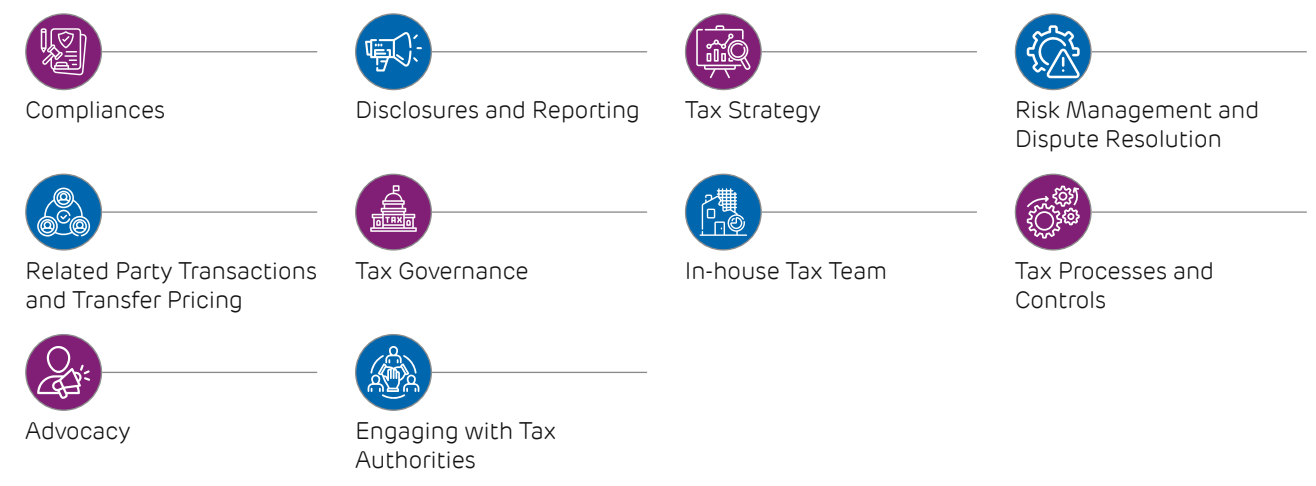 Compliances
Disclosures and Reporting
Tax Strategy
Risk Management and
Dispute Resolution
Related Party Transactions
and Transfer Pricing
TAX
Tax Governance
In-house Tax Team
Tax Processes and
Controls
Advocacy
Engaging with Tax
Authorities